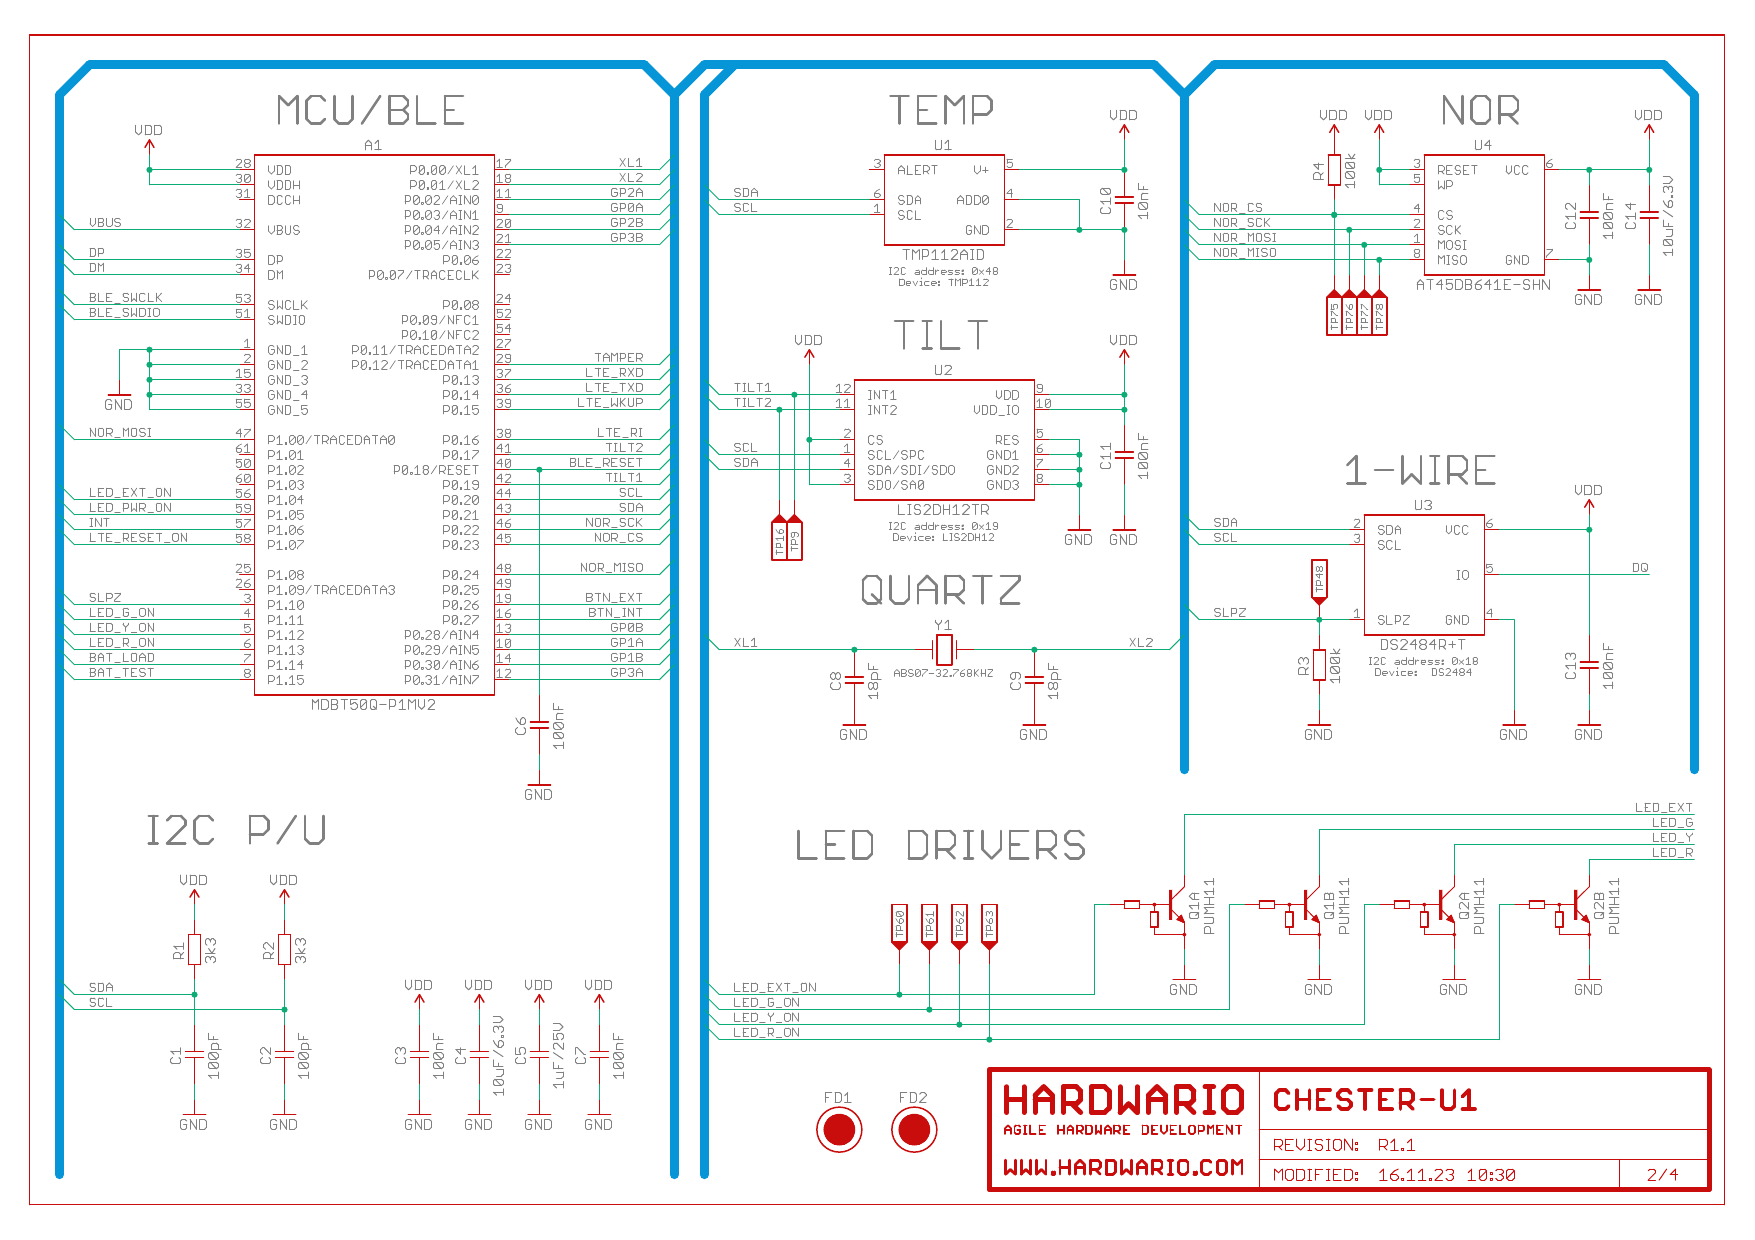 MCU/BLE
VDD
A1
28 VDD
30 VDDH
31 DCCH
VBUS 32 VBUS
DP 35 DP
DM 34 DM
BLE_SWCLK 53 SWCLK
BLE_SWDIO 51 SWDIO
1 GND_1
2 GND_2
15 GND_3
33 GND_4
55 GND_5
GND
NOR_MOSI 47 P1.00/TRACEDATA0
61 P1.01
50 P1.02
60 P1.03
LED_EXT_ON 56 P1.04
LED_PWR_ON 59 P1.05
INT 57 P1.06
LTE_RESET_ON 58 P1.07
25 P1.08
26 P1.09/TRACEDATA3
SLPZ 3 P1.10
LED_G_ON 4 P1.11
LED_Y_ON 5 P1.12
LED_R_ON 6 P1.13
BAT_LOAD 7 P1.14
BAT_TEST 8 P1.15
P0.00/XL1 17 XL1
P0.01/XL2 18 XL2
P0.02/AIN0 11 GP2A
P0.03/AIN1 9 GP0A
P0.04/AIN2 20 GP2B
P0.05/AIN3 21 GP3B
P0.06 22
P0.07/TRACECLK 23
P0.08 24
P0.09/NFC1 52
P0.10/NFC2 54
P0.11/TRACEDATA2 27
P0.12/TRACEDATA1 29 TAMPER
P0.13 37 LTE_RXD
P0.14 36 LTE_TXD
P0.15 39 LTE_WKUP
P0.16 38 LTE_RI
P0.17 41 TILT2
P0.18/RESET 40 BLE_RESET
P0.19 42 TILT1
P0.20 44 SCL
P0.21 43 SDA
P0.22 46 NOR_SCK
P0.23 45 NOR_CS
P0.24 48 NOR_MISO
P0.25 49
P0.26 19 BTN_EXT
P0.27 16 BTN_INT
P0.28/AIN4 13 GP0B
P0.29/AIN5 10 GP1A
P0.30/AIN6 14 GP1B
P0.31/AIN7 12 GP3A
MDBT50Q-P1MV2
C6 100nF
GND
I2C P/U
VDD VDD
R1 3k3 R2 3k3
SDA
SCL
C1 100pF C2 100pF
GND GND
VDD VDD VDD VDD
C3 100nF C4 10uF/6.3V C5 1uF/25V C7 100nF
GND GND GND GND
TEMP
U1
VDD
3 ALERT V+ 5
SDA 6 SDA ADD0 4
SCL 1 SCL
GND 2
C10 10nF
TMP112AID
I2C address: 0x48
Device: TMP112
GND
TILT
VDD U2 VDD
TILT1 12 INT1 VDD 9
TILT2 11 INT2 VDD_IO 10
2 CS RES 5
SCL 1 SCL/SPC GND1 6
SDA 4 SDA/SDI/SDO GND2 7
3 SDO/SA0 GND3 8
C11 100nF
LIS2DH12TR
I2C address: 0x19
Device: LIS2DH12
TP16 TP9
GND GND
QUARTZ
Y1
XL1 XL2
C8 18pF ABS07-32.768KHZ C9 18pF
GND GND
NOR
VDD VDD VDD
U4
R4 100k
3 RESET VCC 6
5 WP
NOR_CS 4 CS
NOR_SCK 2 SCK
NOR_MOSI 1 MOSI
NOR_MISO 8 MISO GND 7
C12 100nF C14 10uF/6.3V
AT45DB641E-SHN
GND GND
TP75 TP76 TP77 TP78
1-WIRE
U3
VDD
SDA 2 SDA VCC 6
SCL 3 SCL
IO 5 DQ
TP48
SLPZ 1 SLPZ GND 4
DS2484R+T
I2C address: 0x18
Device: DS2484
R3 100k
C13 100nF
GND GND GND
LED DRIVERS
LED_EXT
LED_G
LED_Y
LED_R
TP60 TP61 TP62 TP63
Q1A PUMH11 Q1B PUMH11 Q2A PUMH11 Q2B PUMH11
GND GND GND GND
LED_EXT_ON
LED_G_ON
LED_Y_ON
LED_R_ON
FD1 FD2
HARDWARIO
AGILE HARDWARE DEVELOPMENT
WWW.HARDWARIO.COM
CHESTER-U1
REVISION: R1.1
MODIFIED: 16.11.23 10:30 2/4